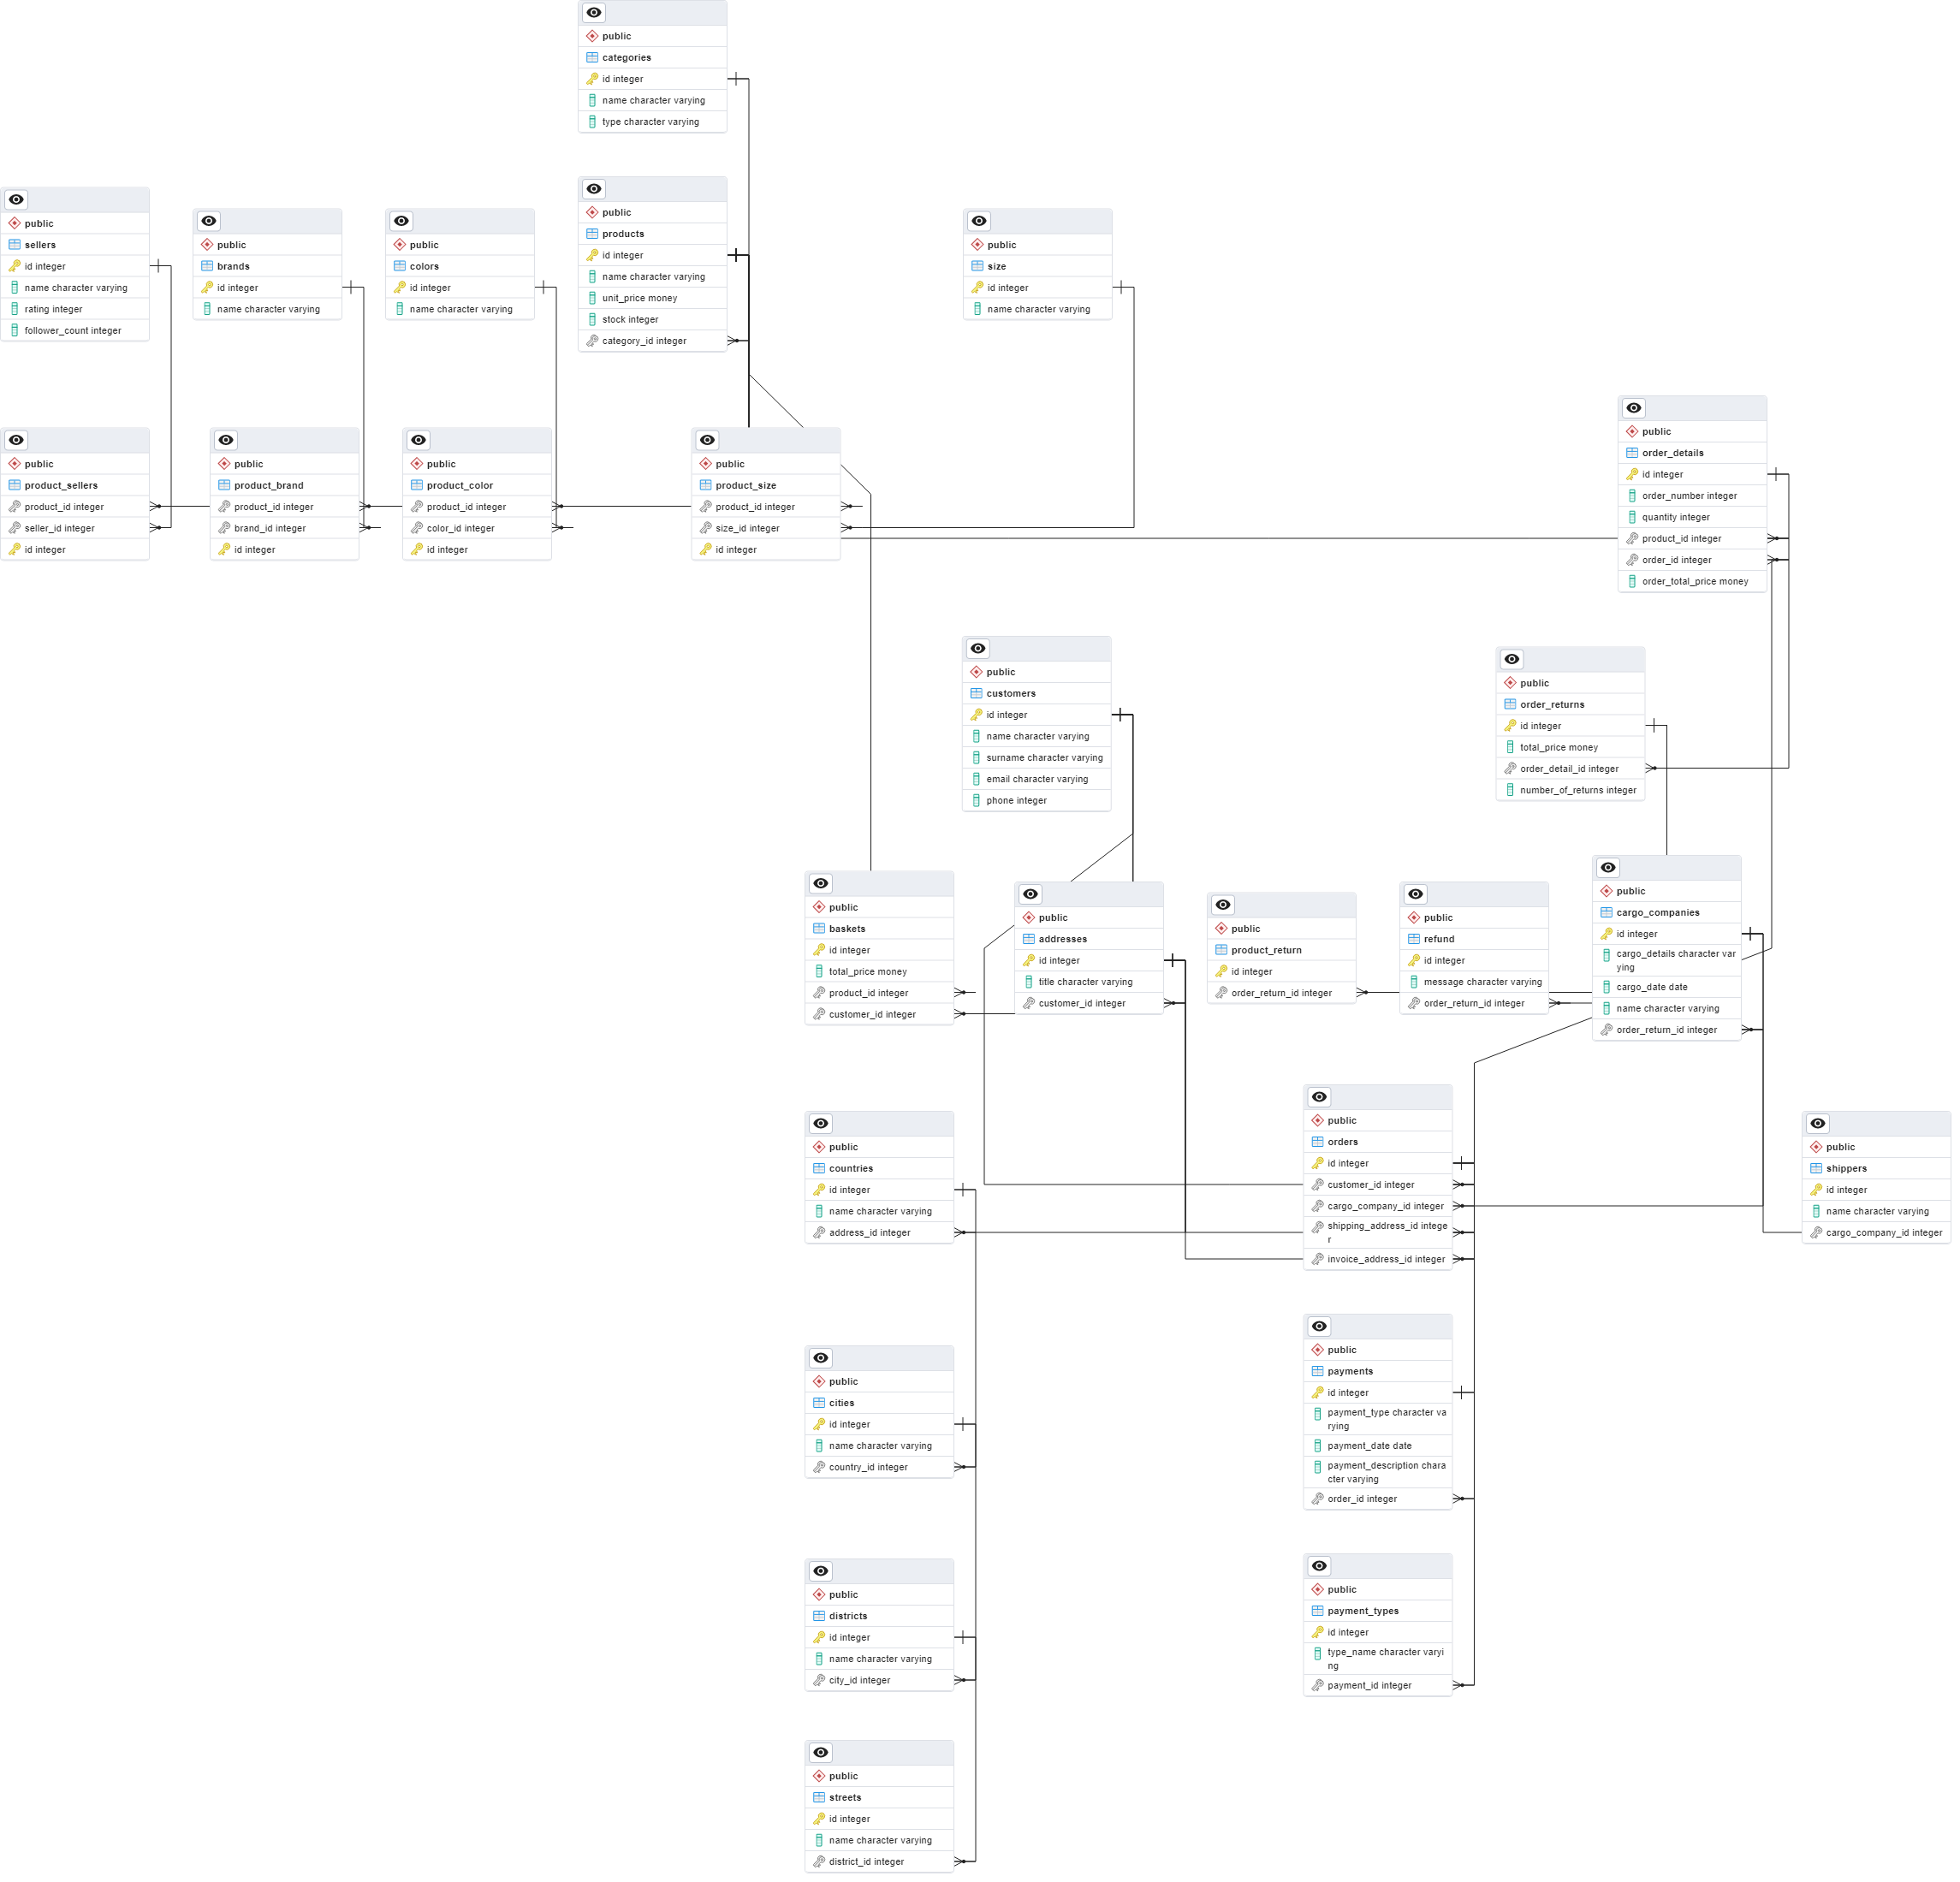 public
categories
id integer
name character varying
type character varying
public
sellers
id integer
name character varying
rating integer
follower_count integer
public
brands
id integer
name character varying
public
colors
id integer
name character varying
public
products
id integer
name character varying
unit_price money
stock integer
category_id integer
public
size
id integer
name character varying
public
product_sellers
product_id integer
seller_id integer
id integer
public
product_brand
product_id integer
brand_id integer
id integer
public
product_color
product_id integer
color_id integer
id integer
public
product_size
product_id integer
size_id integer
id integer
public
order_details
id integer
order_number integer
quantity integer
product_id integer
order_id integer
order_total_price money
public
customers
id integer
name character varying
surname character varying
email character varying
phone integer
public
order_returns
id integer
total_price money
order_detail_id integer
number_of_returns integer
public
baskets
id integer
total_price money
product_id integer
customer_id integer
public
addresses
id integer
title character varying
customer_id integer
public
product_return
id integer
order_return_id integer
public
refund
id integer
message character varying
order_return_id integer
public
cargo_companies
id integer
cargo_details character var
ying
cargo_date date
name character varying
order_return_id integer
public
countries
id integer
name character varying
address_id integer
public
orders
id integer
customer_id integer
cargo_company_id integer
shipping_address_id intege
r
invoice_address_id integer
public
shippers
id integer
name character varying
cargo_company_id integer
public
cities
id integer
name character varying
country_id integer
public
payments
id integer
payment_type character va
rying
payment_date date
payment_description chara
cter varying
order_id integer
public
districts
id integer
name character varying
city_id integer
public
payment_types
id integer
type_name character varyi
ng
payment_id integer
public
streets
id integer
name character varying
district_id integer